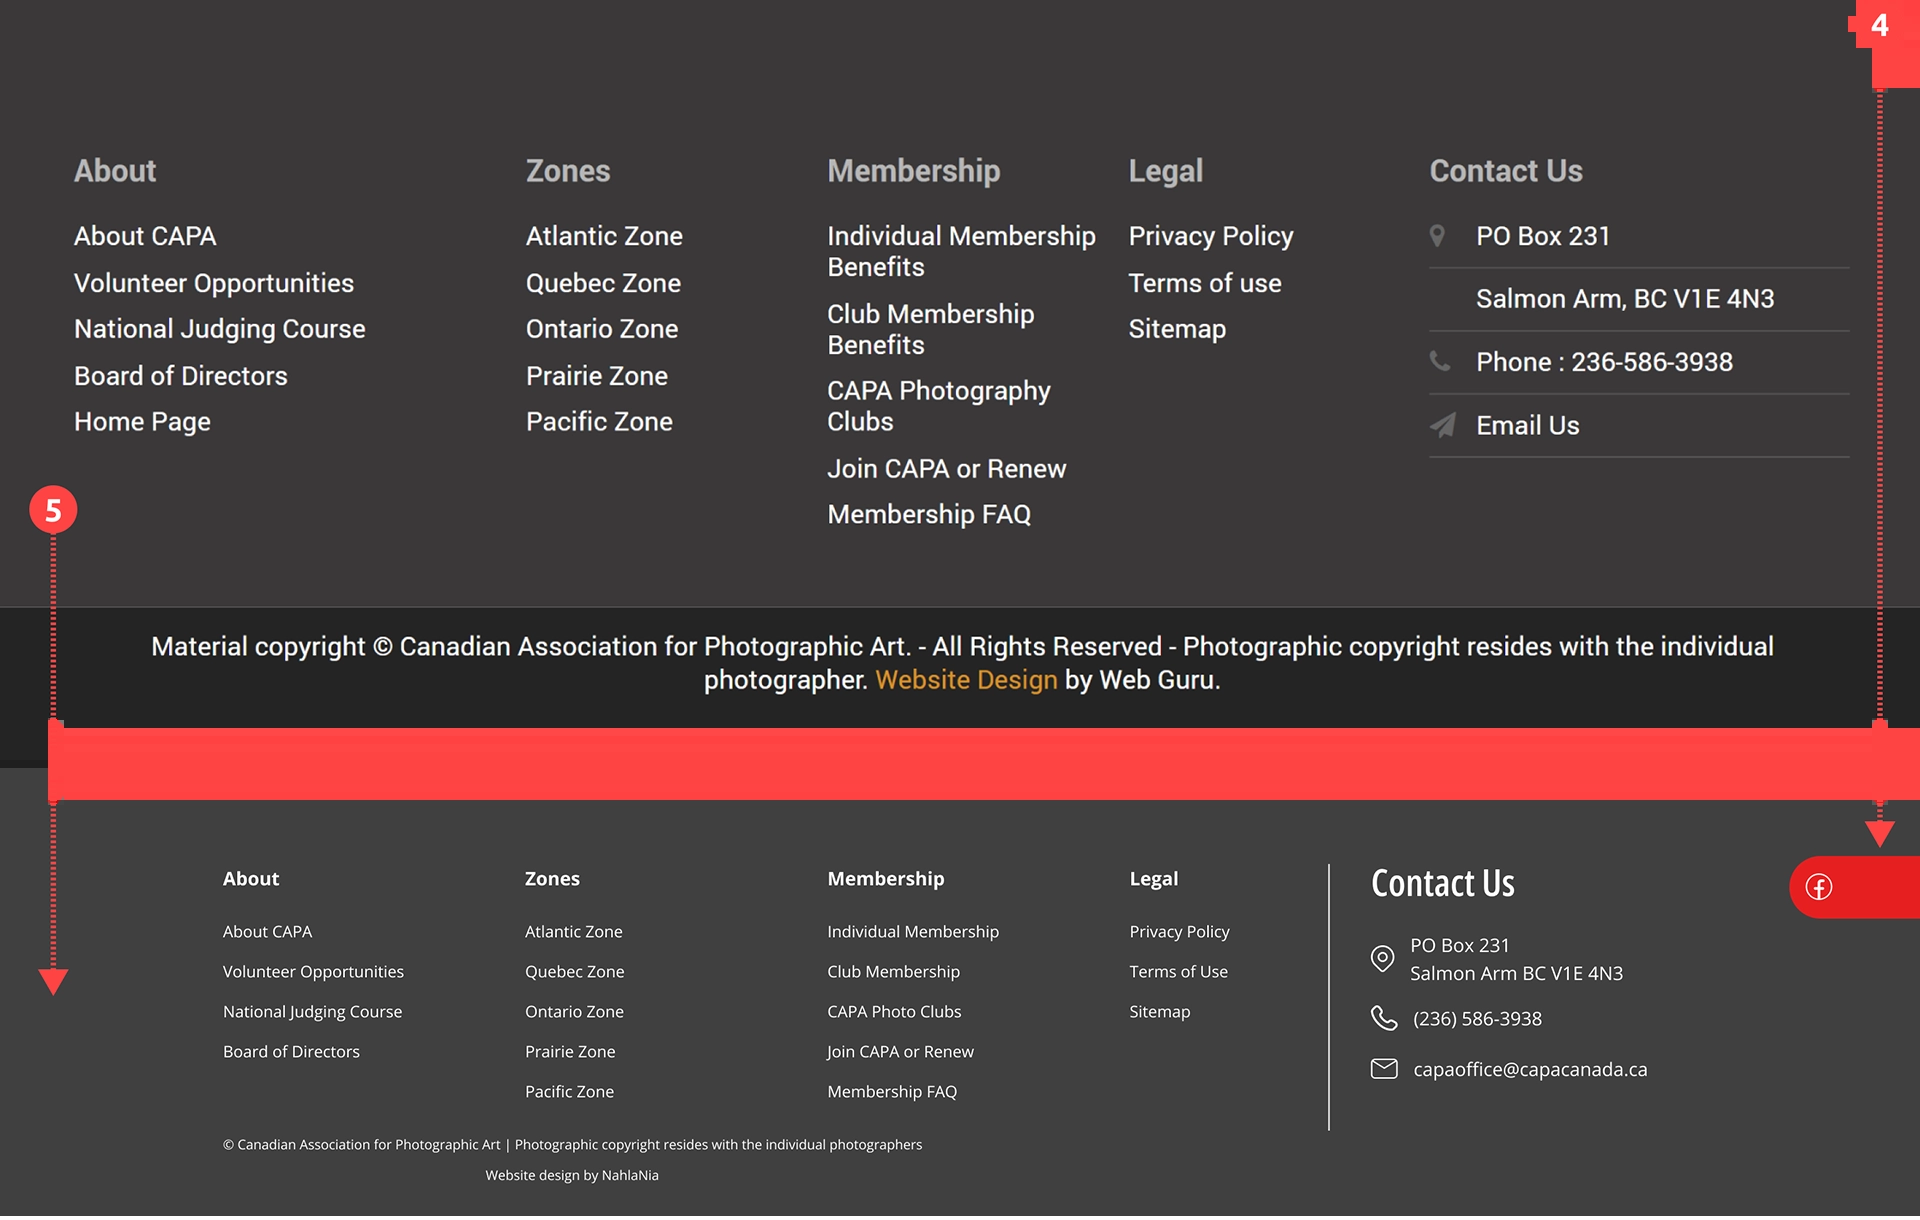 4
About
About CAPA
Volunteer Opportunities
National Judging Course
Board of Directors
Home Page
Zones
Atlantic Zone
Quebec Zone
Ontario Zone
Prairie Zone
Pacific Zone
Membership
Individual Membership
Benefits
Club Membership
Benefits
CAPA Photography
Clubs
Join CAPA or Renew
Membership FAQ
Legal
Privacy Policy
Terms of use
Sitemap
Contact Us
PO Box 231
Salmon Arm, BC V1E 4N3
Phone : 236-586-3938
Email Us
5
Material copyright © Canadian Association for Photographic Art. - All Rights Reserved - Photographic copyright resides with the individual
photographer. Website Design by Web Guru.
About
About CAPA
Volunteer Opportunities
National Judging Course
Board of Directors
Zones
Atlantic Zone
Quebec Zone
Ontario Zone
Prairie Zone
Pacific Zone
Membership
Individual Membership
Club Membership
CAPA Photo Clubs
Join CAPA or Renew
Membership FAQ
Legal
Privacy Policy
Terms of Use
Sitemap
Contact Us
PO Box 231
Salmon Arm BC V1E 4N3
(236) 586-3938
capaoffice@capacanada.ca
© Canadian Association for Photographic Art | Photographic copyright resides with the individual photographers
Website design by NahlaNia